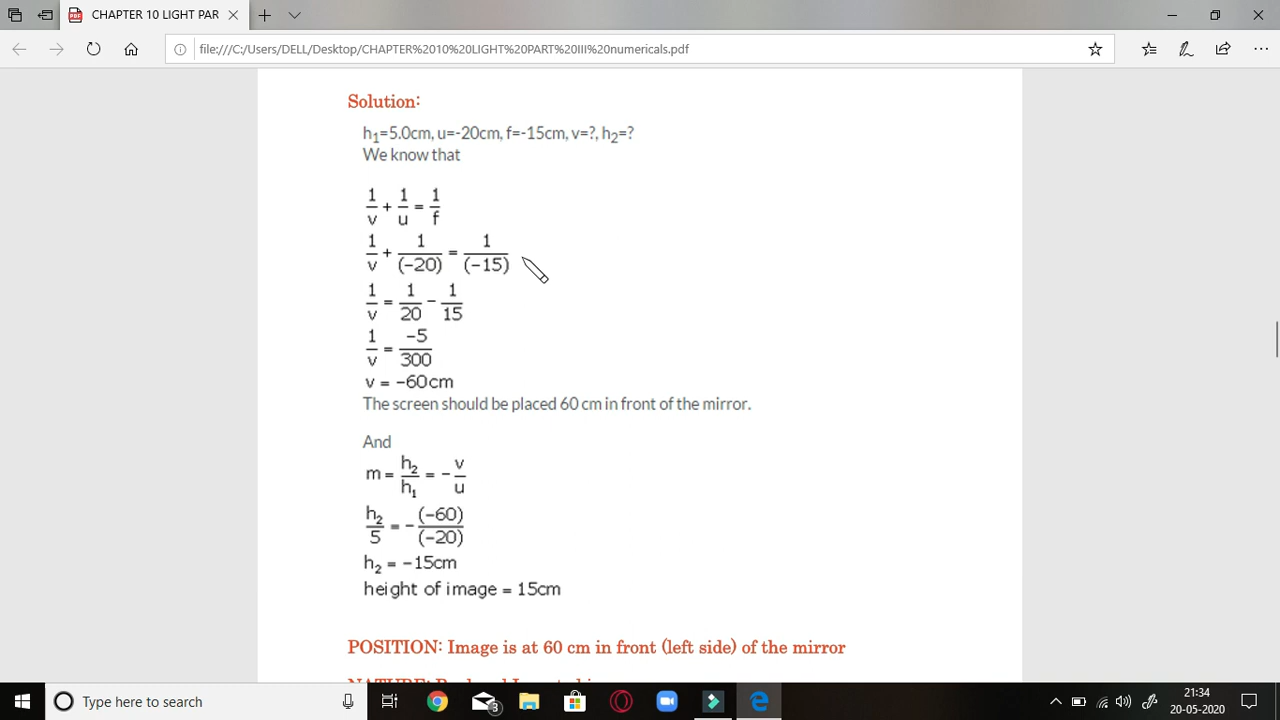 CHAPTER 10 LIGHT PAR
file:///C:/Users/DELL/Desktop/CHAPTER%2010%20LIGHT%20PART%20III%20numericals.pdf
Solution:
h₁=5.0cm, u=-20cm, f=-15cm, v=?, h₂=?
We know that
1/v + 1/u = 1/f
1/v + 1/(-20) = 1/(-15)
1/v = 1/20 - 1/15
1/v = -5/300
v = -60cm
The screen should be placed 60 cm in front of the mirror.
And
m = h₂/h₁ = - v/u
h₂/5 = - (-60)/(-20)
h₂ = -15cm
height of image = 15cm
POSITION: Image is at 60 cm in front (left side) of the mirror
Type here to search
3
21:34
20-05-2020